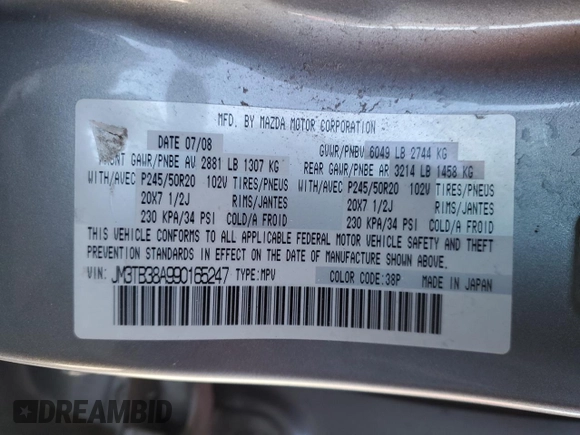 MFD. BY MAZDA MOTOR CORPORATION
DATE 07/08 GVWR/PNBV 6049 LB 2744 KG
FRONT GAWR/PNBE AV 2881 LB 1307 KG REAR GAWR/PNBE AR 3214 LB 1458 KG
WITH/AVEC P245/50R20 102V TIRES/PNEUS WITH/AVEC P245/50R20 102V TIRES/PNEUS
20X7 1/2J RIMS/JANTES 20X7 1/2J RIMS/JANTES
230 KPA/34 PSI COLD/A FROID 230 KPA/34 PSI COLD/A FROID
THIS VEHICLE CONFORMS TO ALL APPLICABLE FEDERAL MOTOR VEHICLE SAFETY AND THEFT
PREVENTION STANDARDS IN EFFECT ON THE DATE OF MANUFACTURE SHOWN ABOVE.
VIN: JM3TB38A990165247 TYPE: MPV COLOR CODE: 38P MADE IN JAPAN
DREAMBID